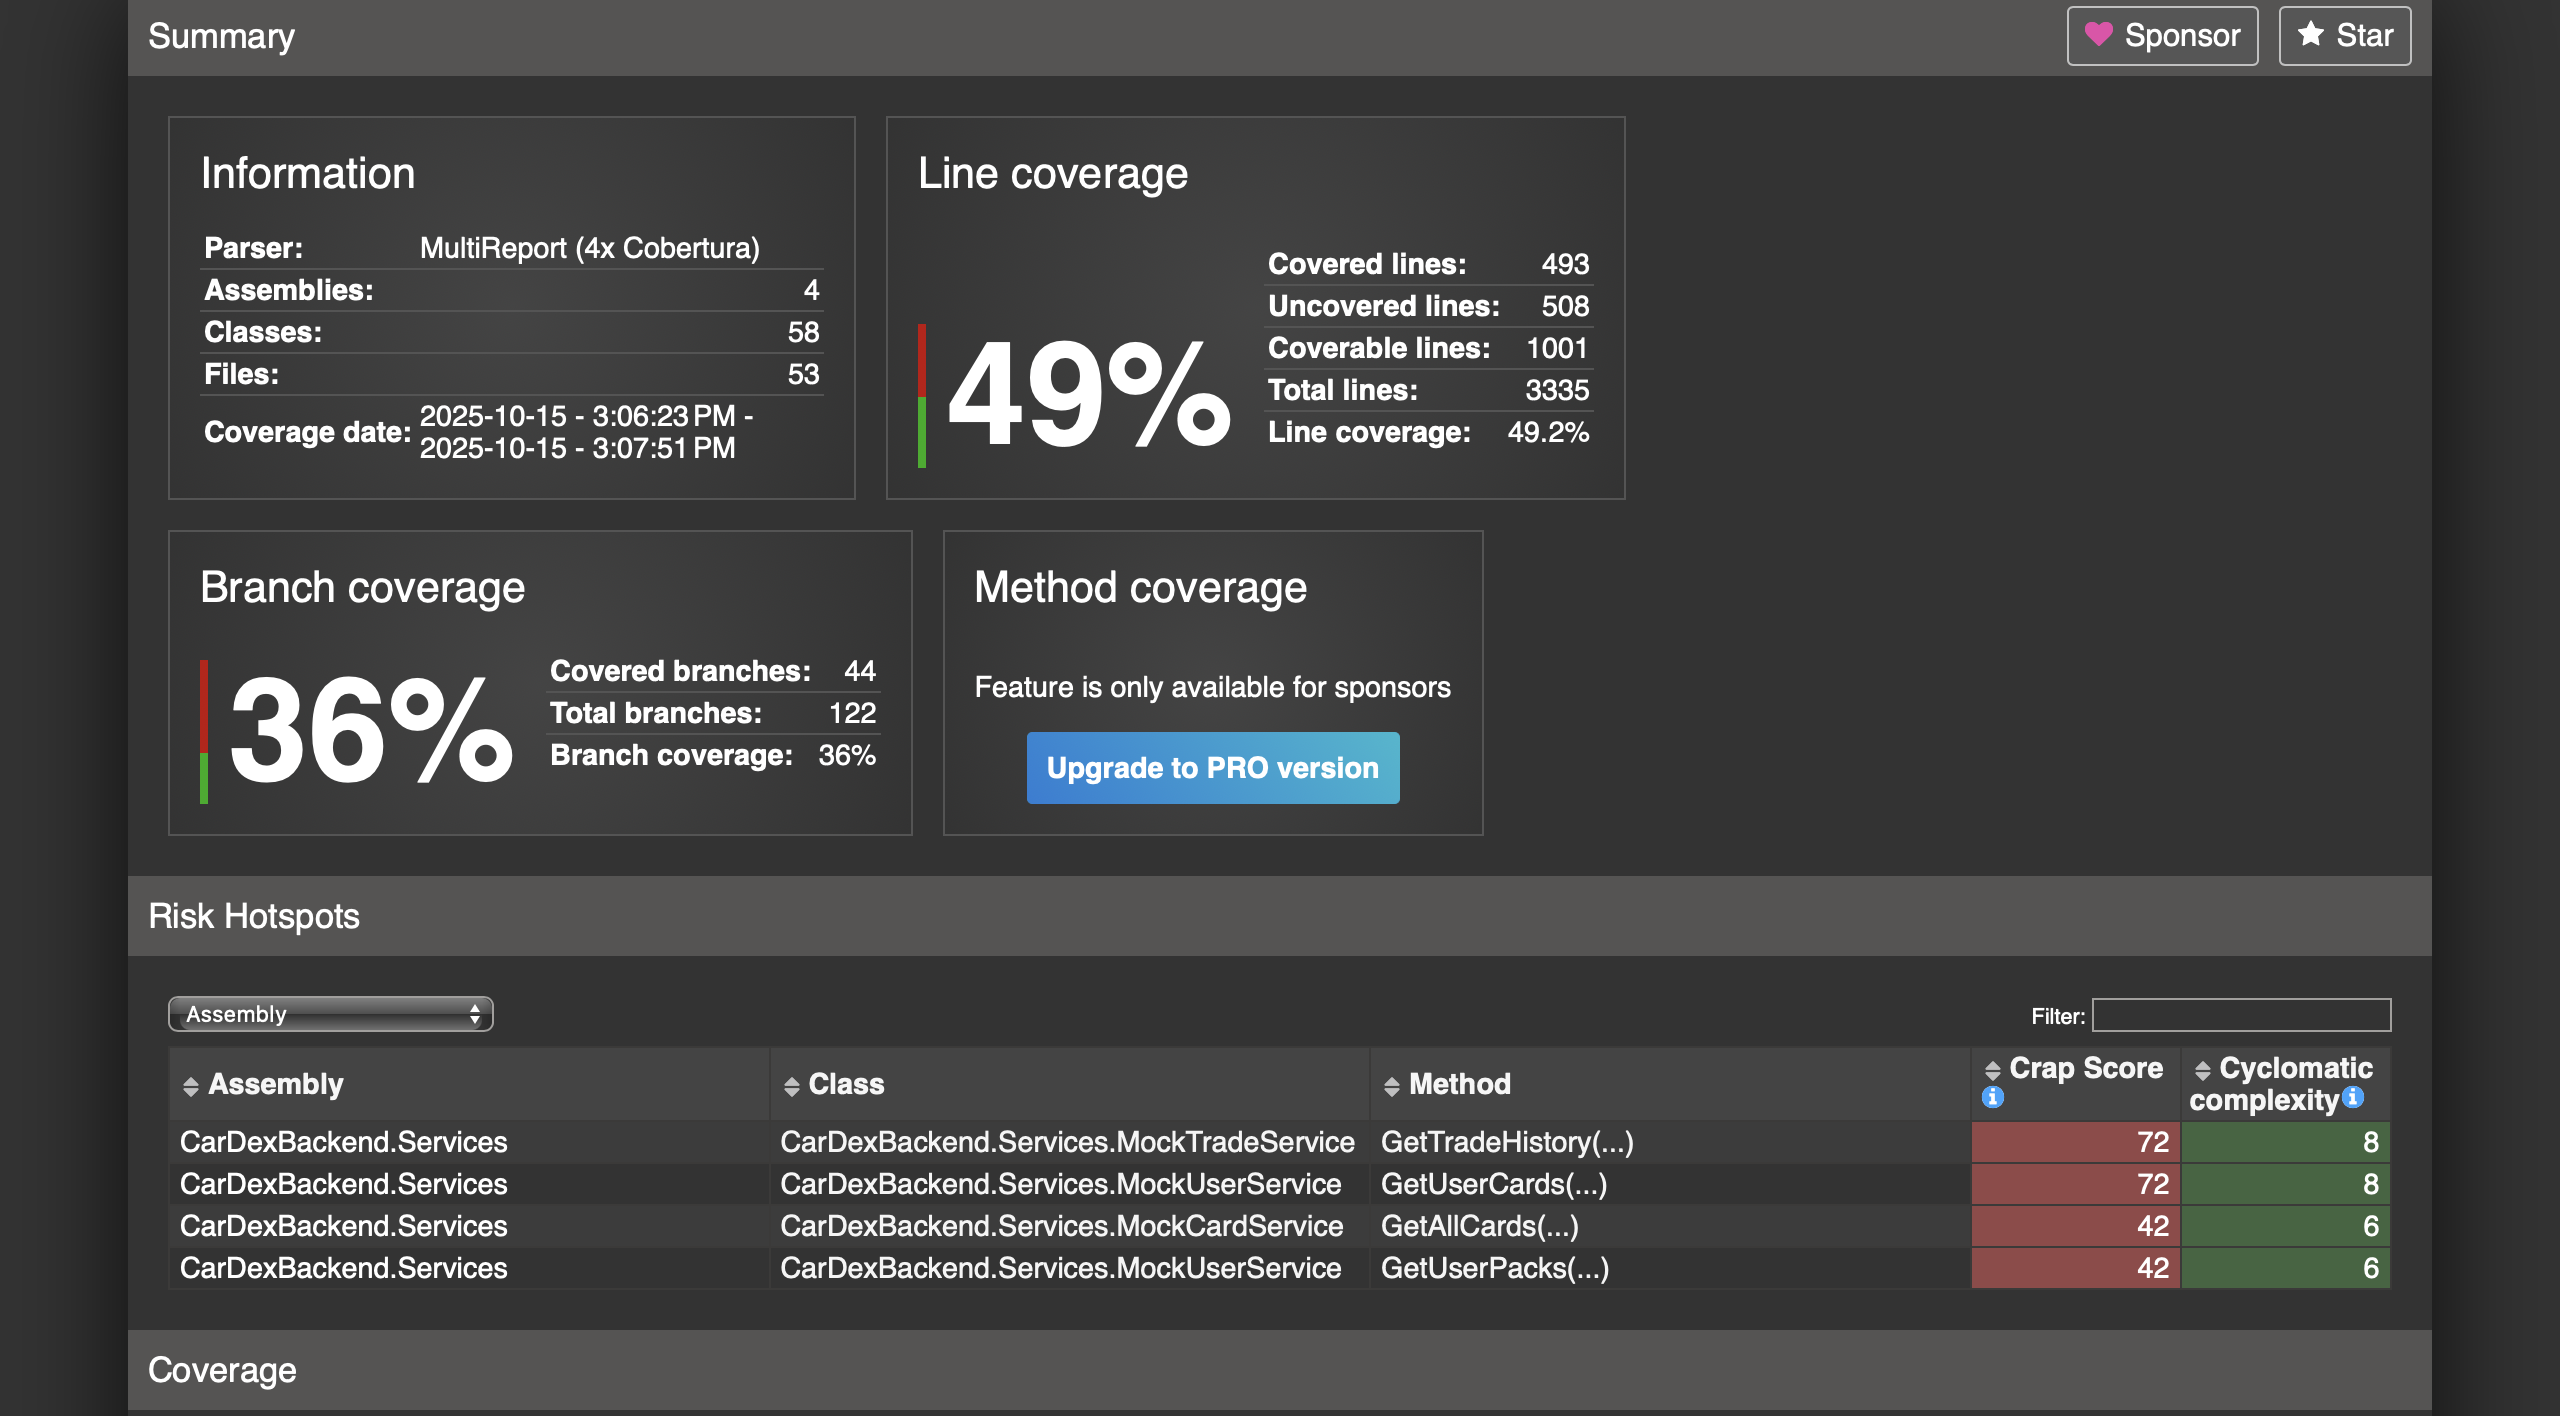 Summary
Sponsor
Star
Information
Parser: MultiReport (4x Cobertura)
Assemblies: 4
Classes: 58
Files: 53
Coverage date: 2025-10-15 - 3:06:23 PM -
2025-10-15 - 3:07:51 PM
Line coverage
49%
Covered lines: 493
Uncovered lines: 508
Coverable lines: 1001
Total lines: 3335
Line coverage: 49.2%
Branch coverage
36%
Covered branches: 44
Total branches: 122
Branch coverage: 36%
Method coverage
Feature is only available for sponsors
Upgrade to PRO version
Risk Hotspots
Assembly
Filter:
Assembly Class Method Crap Score Cyclomatic
complexity
CarDexBackend.Services CarDexBackend.Services.MockTradeService GetTradeHistory(...) 72 8
CarDexBackend.Services CarDexBackend.Services.MockUserService GetUserCards(...) 72 8
CarDexBackend.Services CarDexBackend.Services.MockCardService GetAllCards(...) 42 6
CarDexBackend.Services CarDexBackend.Services.MockUserService GetUserPacks(...) 42 6
Coverage